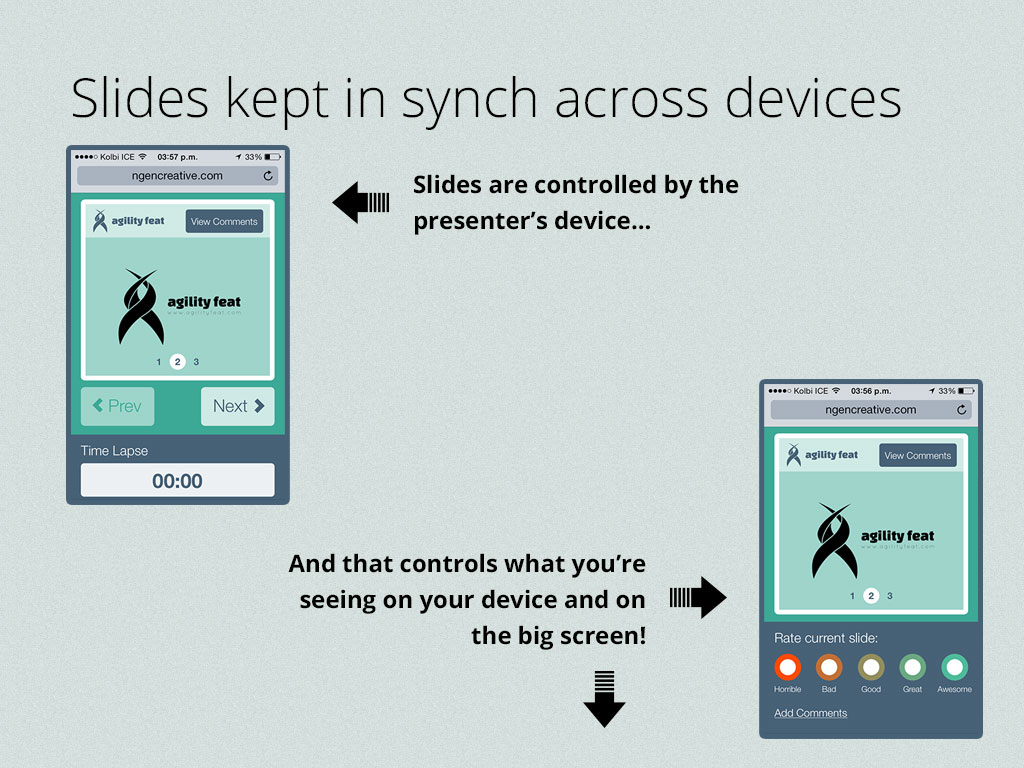 Slides kept in synch across devices
Kolbi ICE 03:57 p.m. 33%
ngencreative.com
agility feat View Comments
agility feat
www.agilityfeat.com
1 2 3
Prev Next
Time Lapse
00:00
Slides are controlled by the
presenter's device...
And that controls what you're
seeing on your device and on
the big screen!
Kolbi ICE 03:56 p.m. 33%
ngencreative.com
agility feat View Comments
agility feat
www.agilityfeat.com
1 2 3
Rate current slide:
Horrible Bad Good Great Awesome
Add Comments